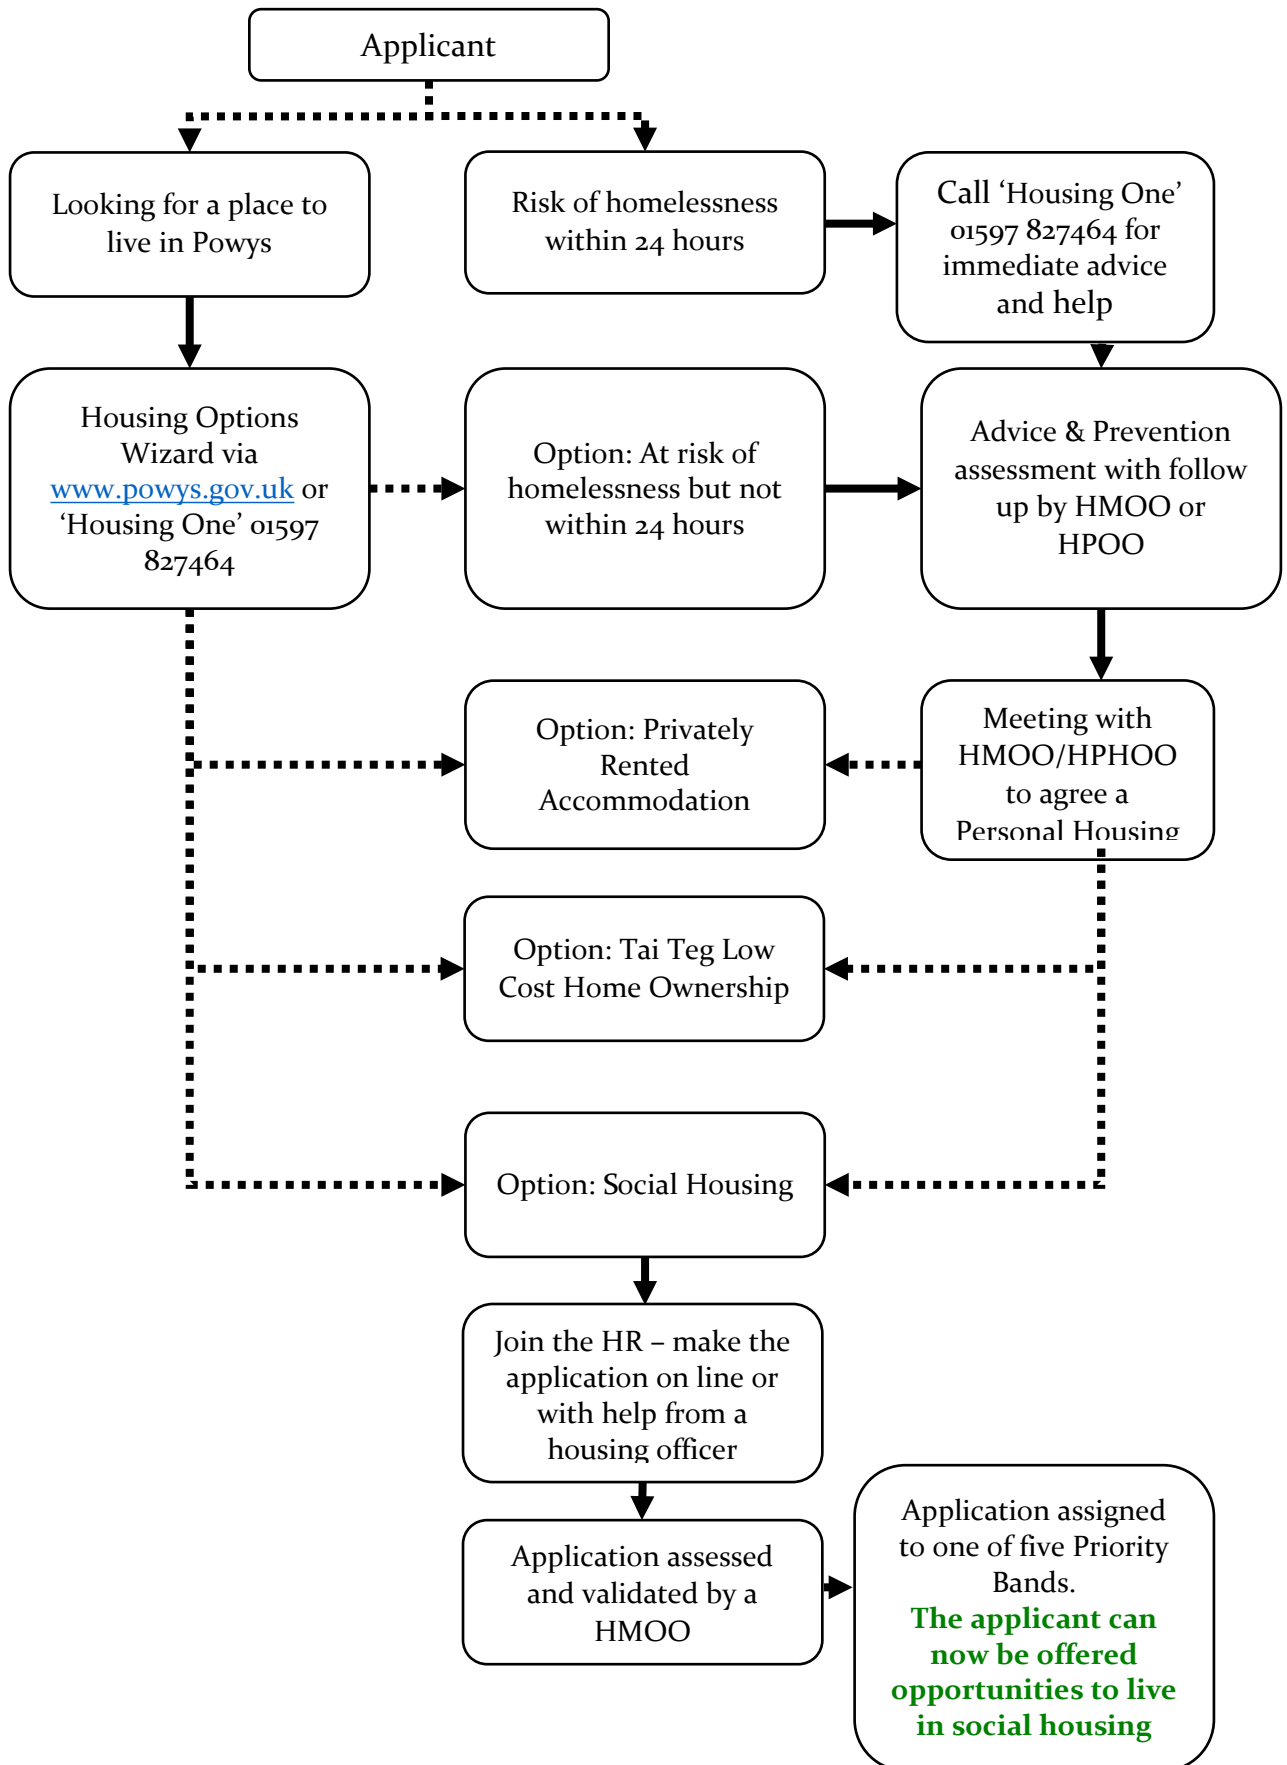 Applicant
Looking for a place to
live in Powys
Risk of homelessness
within 24 hours
Call ‘Housing One’
01597 827464 for
immediate advice
and help
Housing Options
Wizard via
www.powys.gov.uk or
‘Housing One’ 01597
827464
Option: At risk of
homelessness but not
within 24 hours
Advice & Prevention
assessment with follow
up by HMOO or
HPOO
Option: Privately
Rented
Accommodation
Meeting with
HMOO/HPHOO
to agree a
Personal Housing
Option: Tai Teg Low
Cost Home Ownership
Option: Social Housing
Join the HR – make the
application on line or
with help from a
housing officer
Application assessed
and validated by a
HMOO
Application assigned
to one of five Priority
Bands.
The applicant can
now be offered
opportunities to live
in social housing